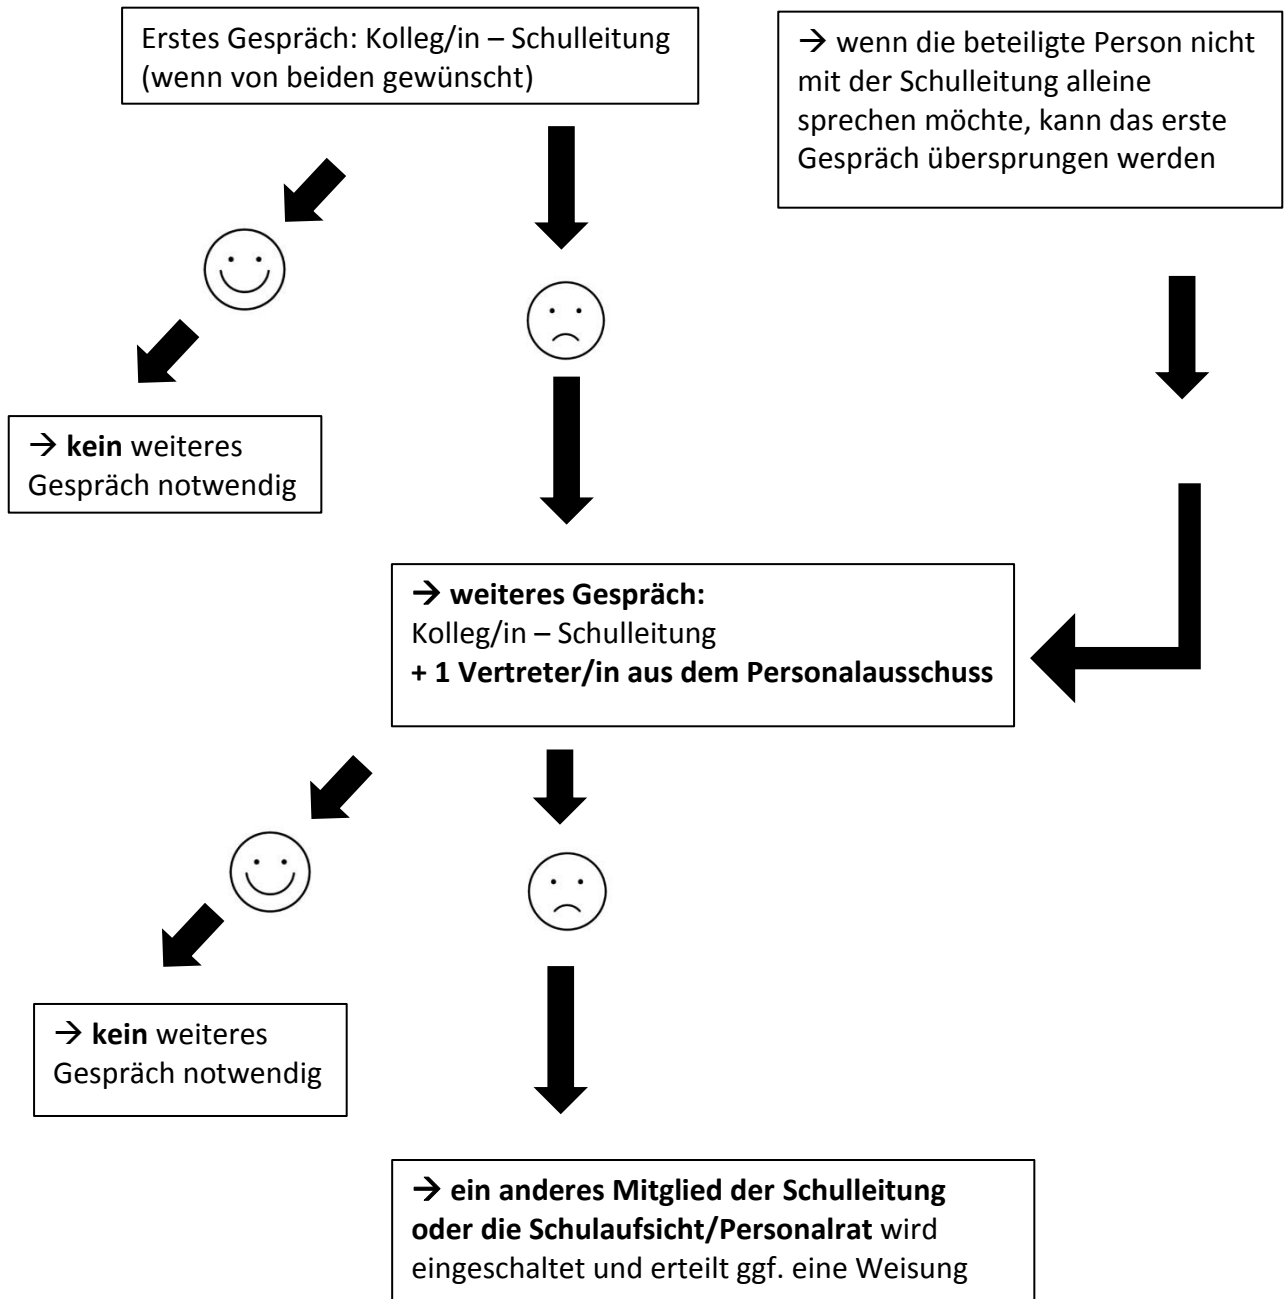 Erstes Gespräch: Kolleg/in – Schulleitung
(wenn von beiden gewünscht)
→ wenn die beteiligte Person nicht
mit der Schulleitung alleine
sprechen möchte, kann das erste
Gespräch übersprungen werden
→ kein weiteres
Gespräch notwendig
→ weiteres Gespräch:
Kolleg/in – Schulleitung
+ 1 Vertreter/in aus dem Personalausschuss
→ kein weiteres
Gespräch notwendig
→ ein anderes Mitglied der Schulleitung
oder die Schulaufsicht/Personalrat wird
eingeschaltet und erteilt ggf. eine Weisung